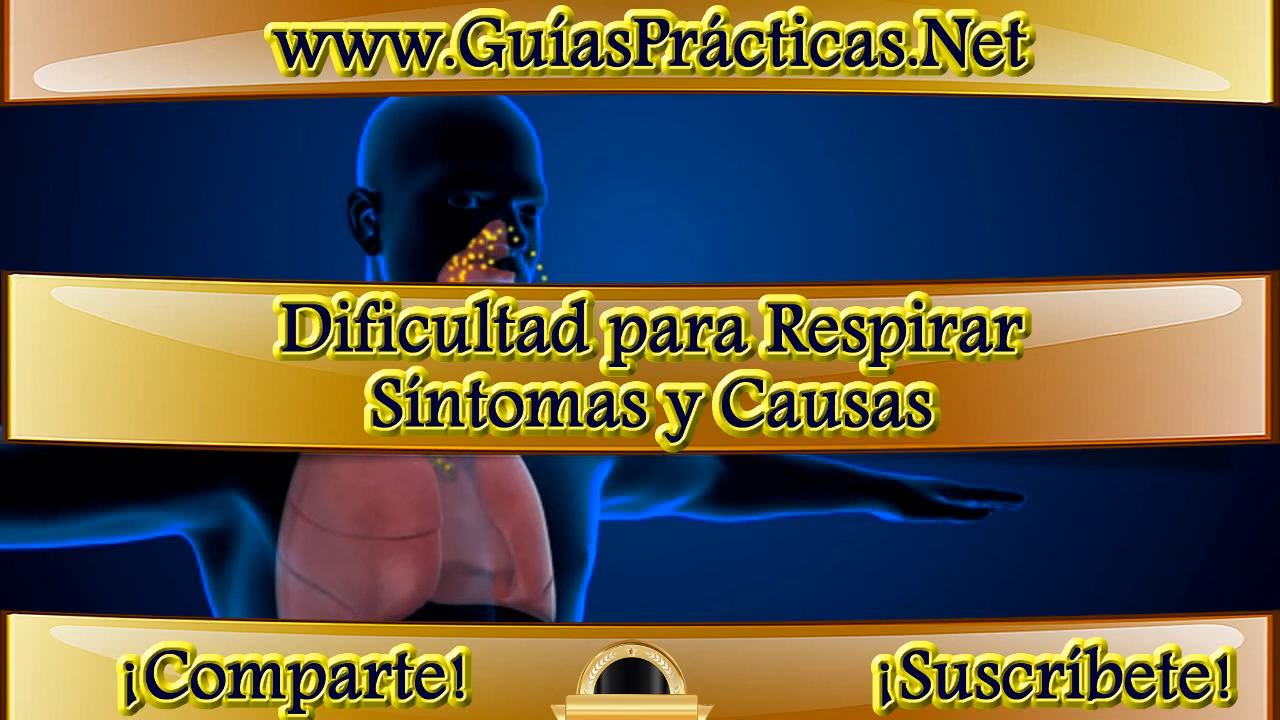 www.GuíasPrácticas.Net
Dificultad para Respirar
Síntomas y Causas
¡Comparte!
¡Suscríbete!